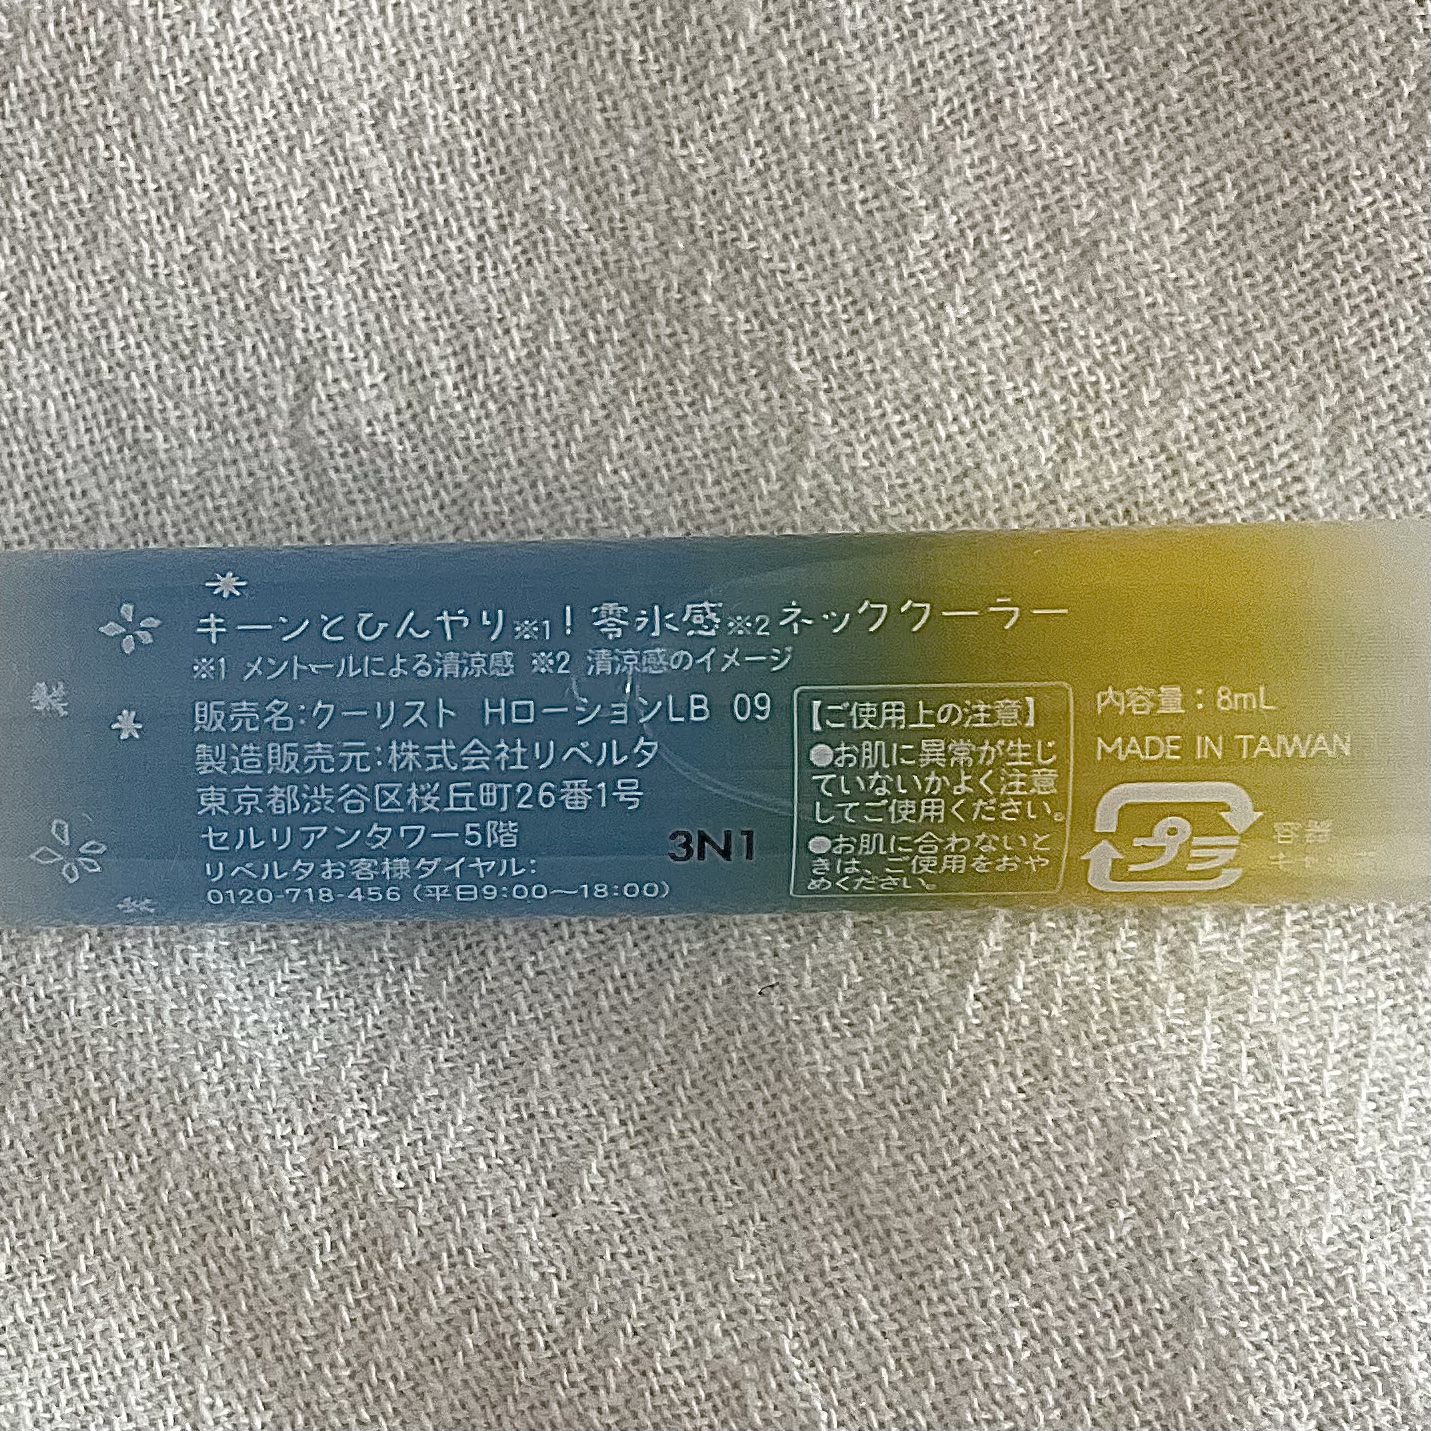 キーンとひんやり※1！零氷感※2ネッククーラー
※1 メントールによる清涼感 ※2 清涼感のイメージ
販売名:クーリスト HローションLB 09
製造販売元:株式会社リベルタ
東京都渋谷区桜丘町26番1号
セルリアンタワー5階
リベルタお客様ダイヤル:
0120-718-456（平日9:00〜18:00）
3N1
【ご使用上の注意】
●お肌に異常が生じ
ていないかよく注意
してご使用ください。
●お肌に合わないと
きは、ご使用をおや
めください。
内容量：8mL
MADE IN TAIWAN
プラ
容器